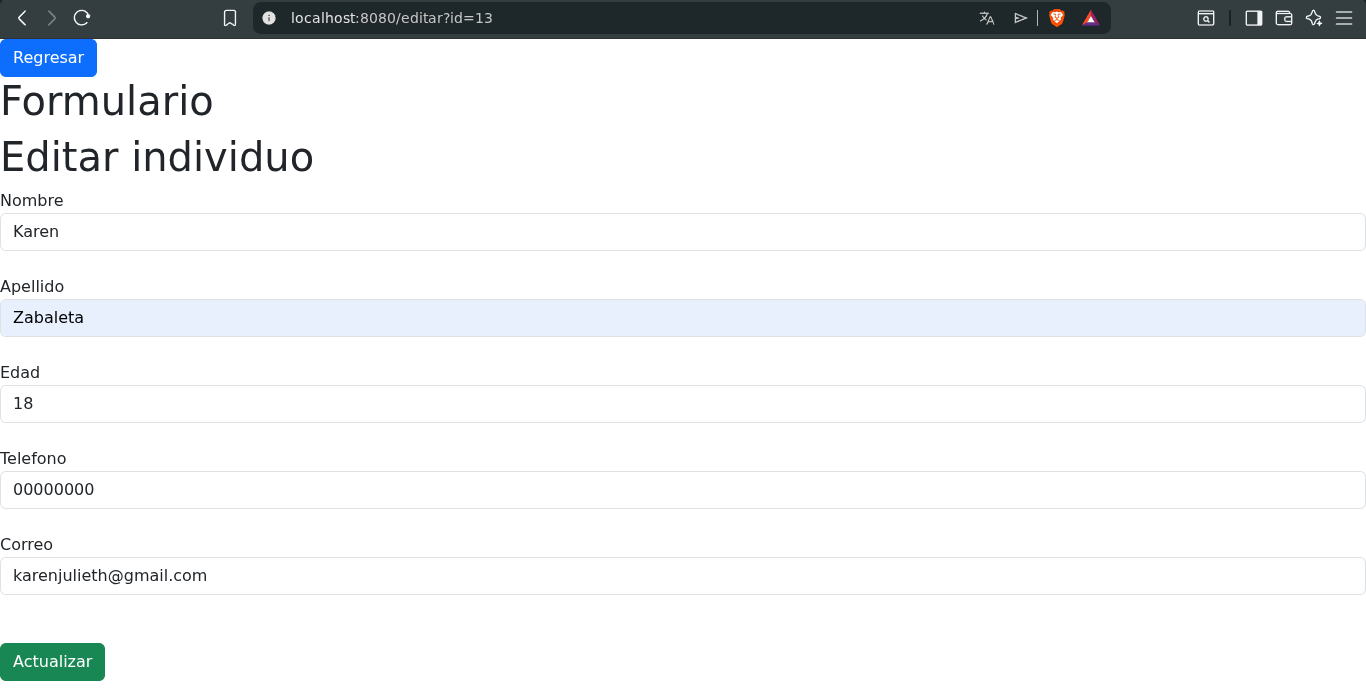 localhost:8080/editar?id=13
Regresar
Formulario
Editar individuo
Nombre
Karen
Apellido
Zabaleta
Edad
18
Telefono
00000000
Correo
karenjulieth@gmail.com
Actualizar